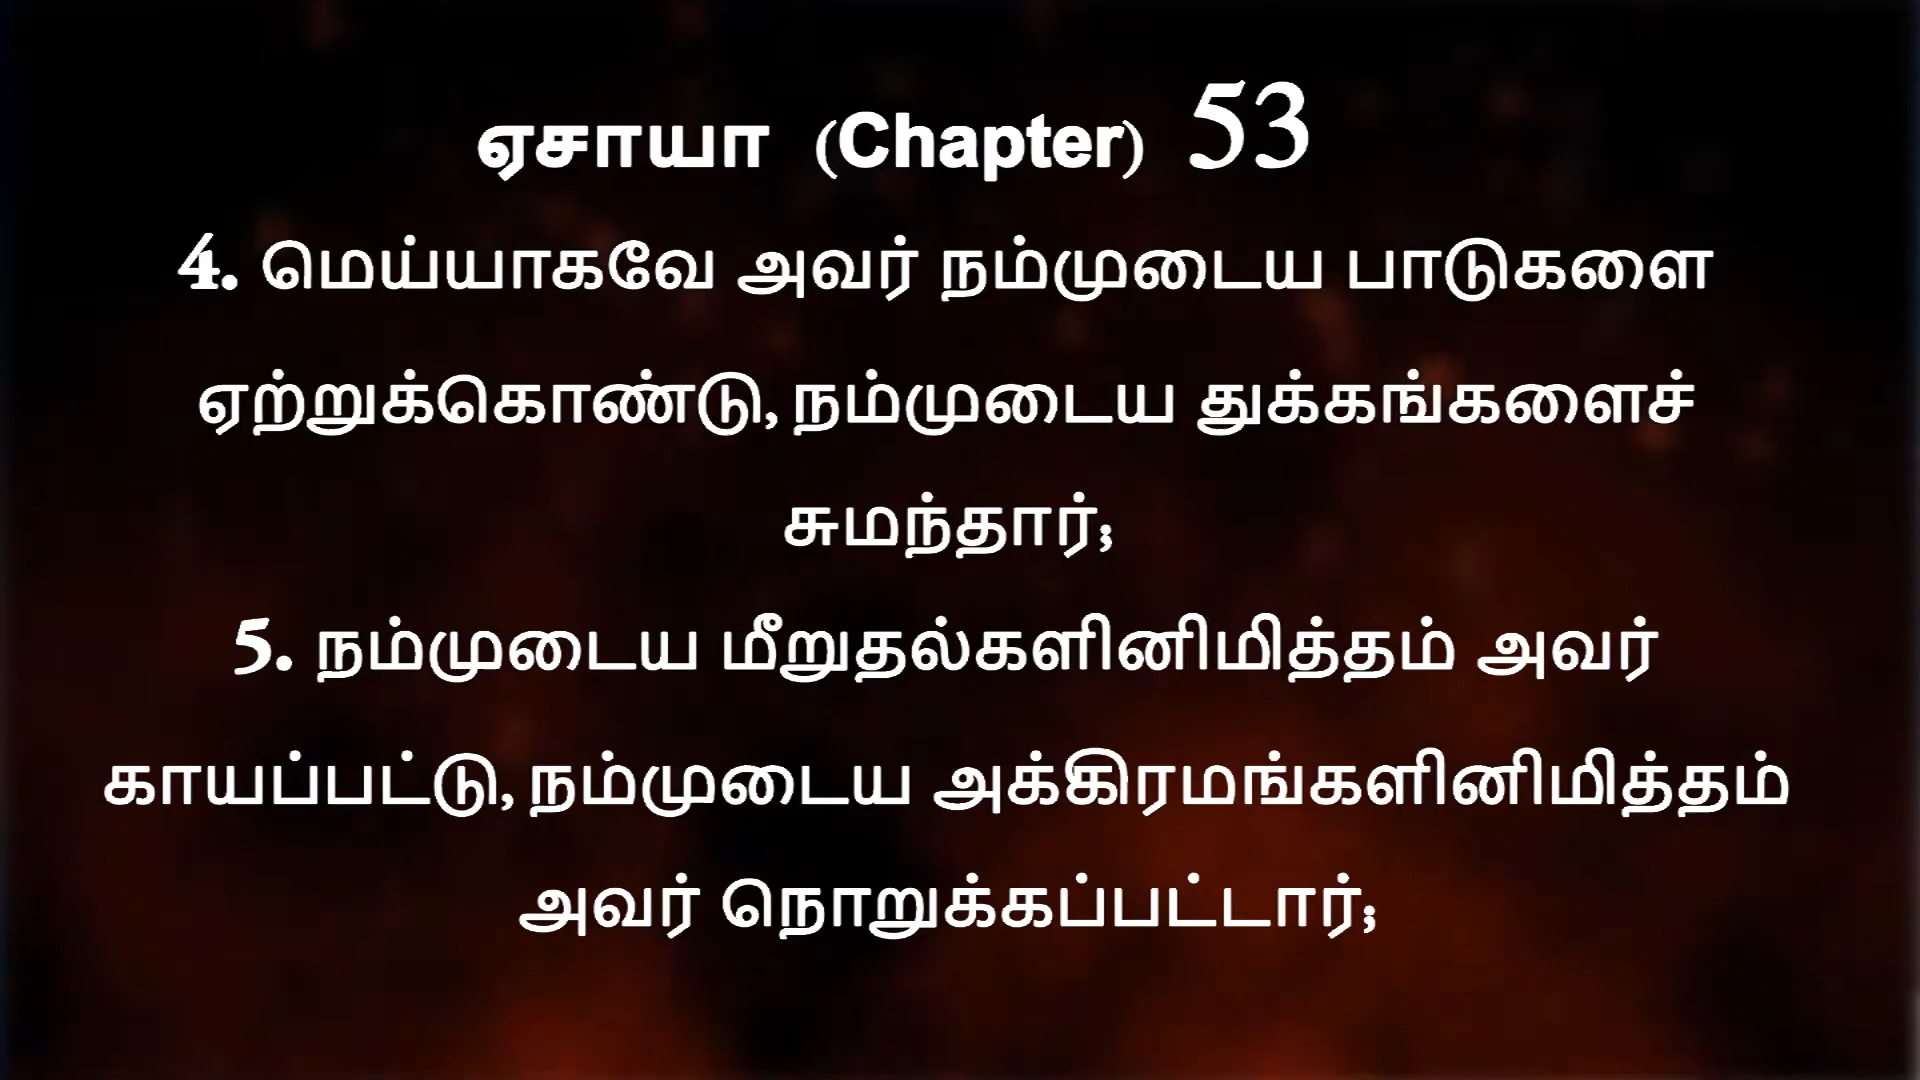 ஏசாயா (Chapter) 53
4. மெய்யாகவே அவர் நம்முடைய பாடுகளை
ஏற்றுக்கொண்டு, நம்முடைய துக்கங்களைச்
சுமந்தார்;
5. நம்முடைய மீறுதல்களினிமித்தம் அவர்
காயப்பட்டு, நம்முடைய அக்கிரமங்களினிமித்தம்
அவர் நொறுக்கப்பட்டார்;